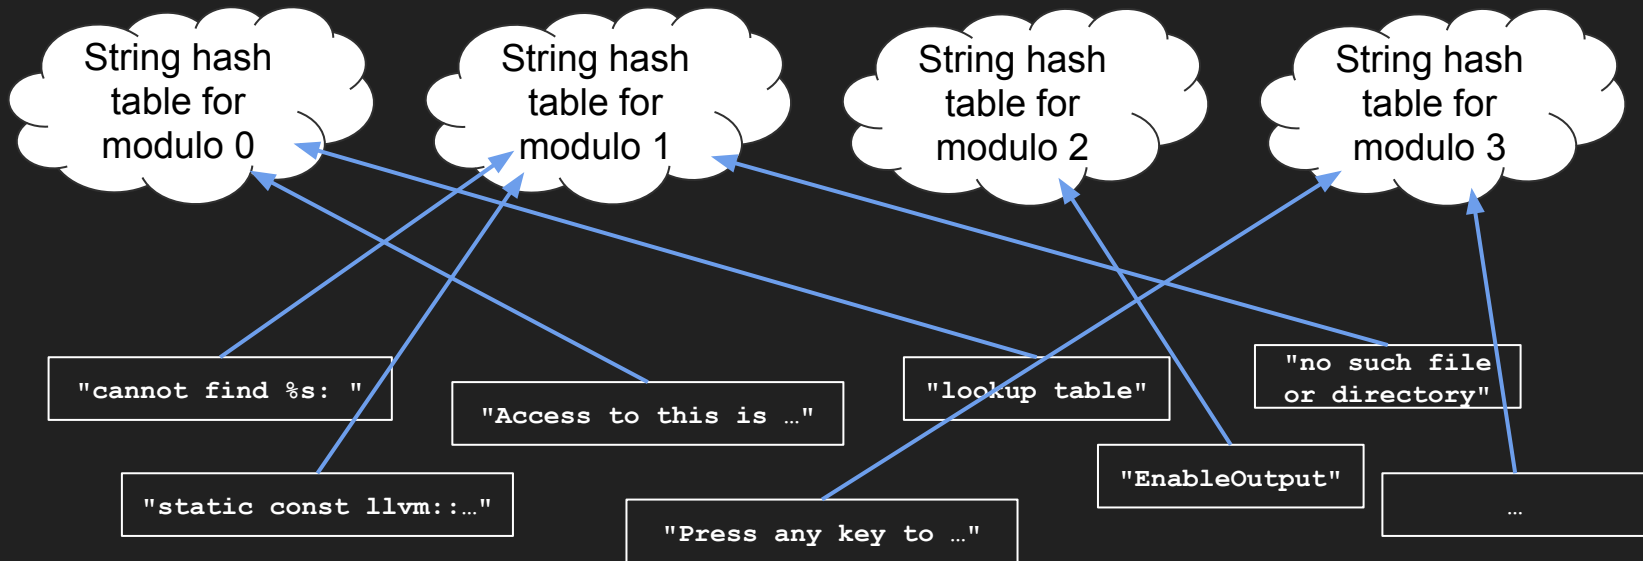 String hash
table for
modulo 0
String hash
table for
modulo 1
String hash
table for
modulo 2
String hash
table for
modulo 3
"cannot find %s: "
"Access to this is …"
"lookup table"
"no such file
or directory"
"static const llvm::…"
"Press any key to …"
"EnableOutput"
…